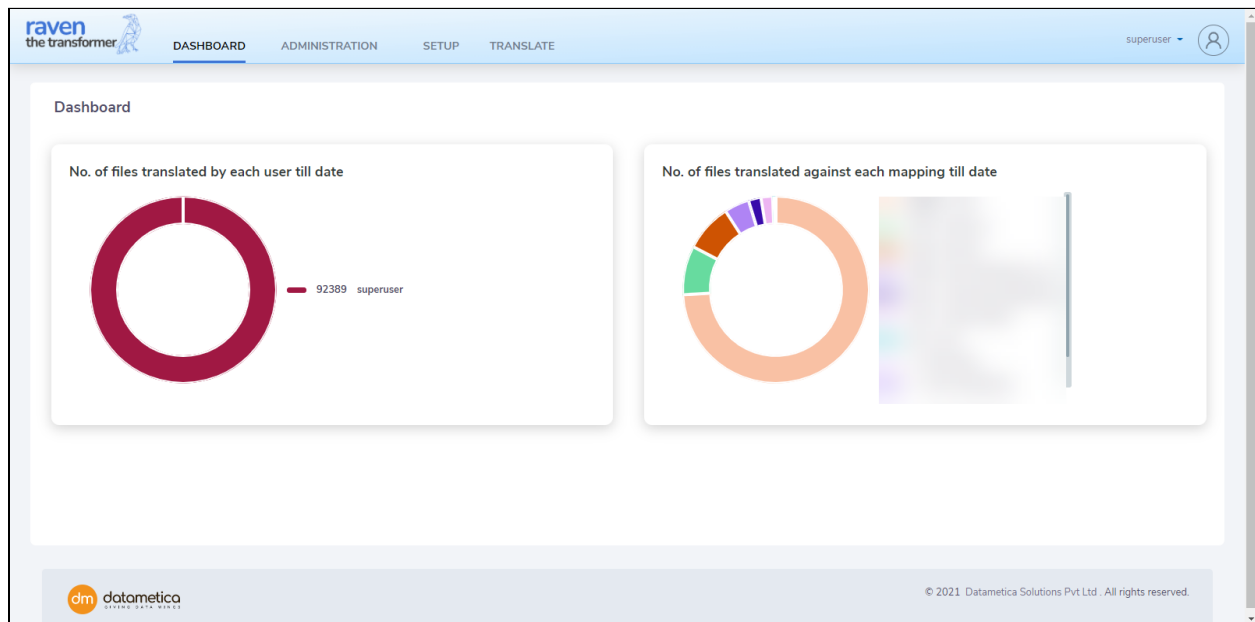 raven
the transformer
DASHBOARD ADMINISTRATION SETUP TRANSLATE
superuser
Dashboard
No. of files translated by each user till date
92389 superuser
No. of files translated against each mapping till date
dm datametica
© 2021 Datametica Solutions Pvt Ltd . All rights reserved.